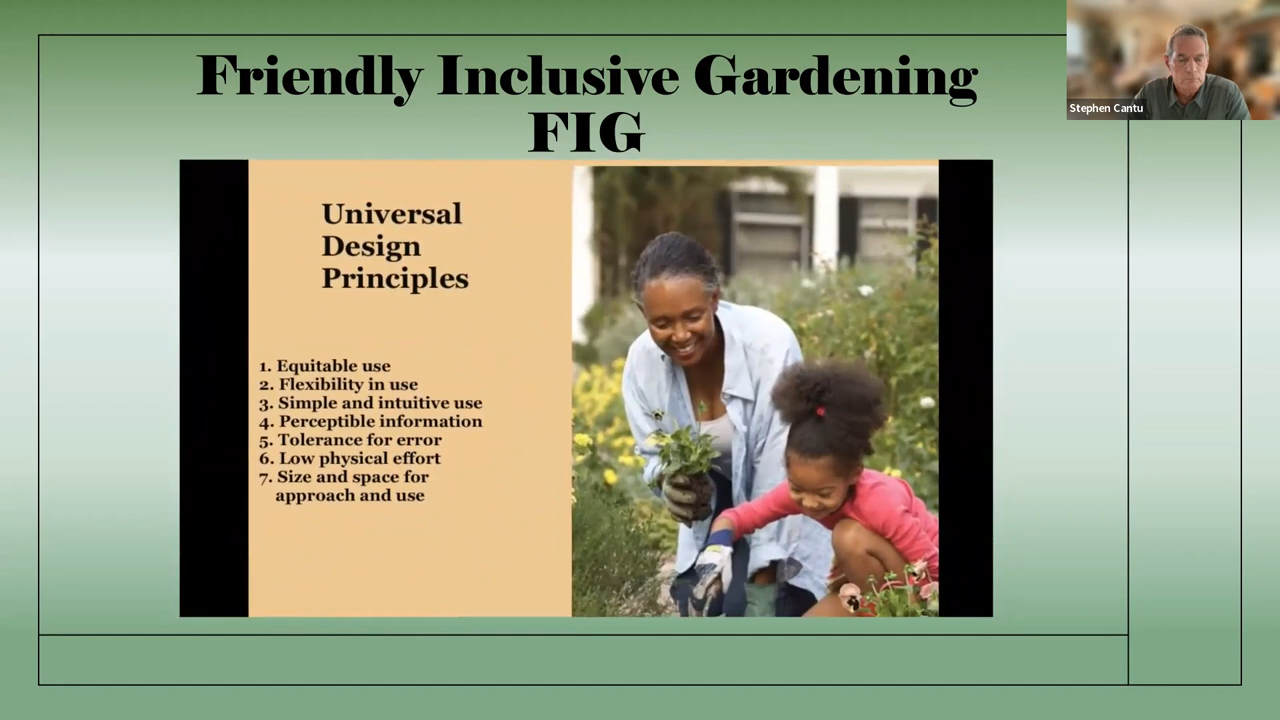 Friendly Inclusive Gardening
FIG
Stephen Cantu
Universal
Design
Principles
1. Equitable use
2. Flexibility in use
3. Simple and intuitive use
4. Perceptible information
5. Tolerance for error
6. Low physical effort
7. Size and space for
approach and use